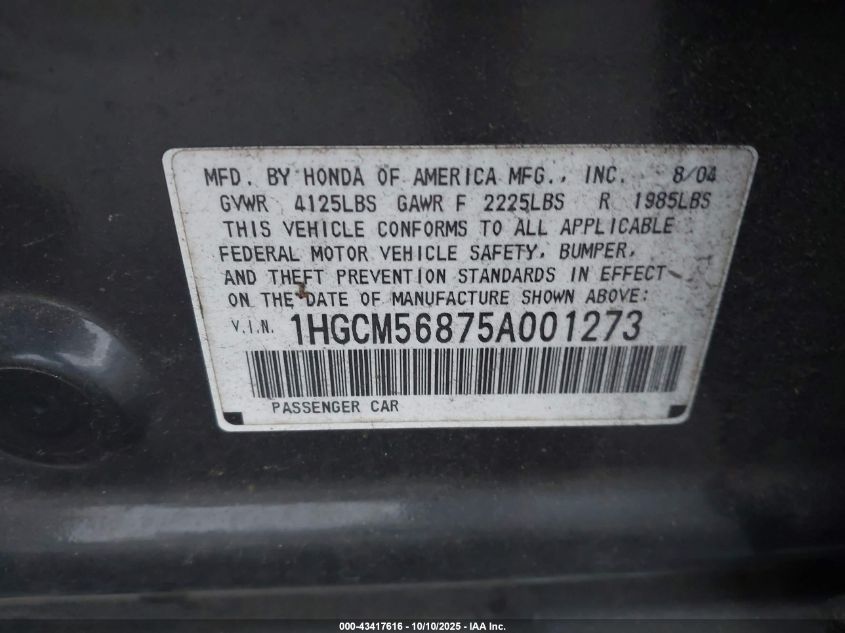 MFD. BY HONDA OF AMERICA MFG., INC. 8/04
GVWR 4125LBS GAWR F 2225LBS R 1985LBS
THIS VEHICLE CONFORMS TO ALL APPLICABLE
FEDERAL MOTOR VEHICLE SAFETY, BUMPER,
AND THEFT PREVENTION STANDARDS IN EFFECT
ON THE DATE OF MANUFACTURE SHOWN ABOVE:
V.I.N. 1HGCM56875A001273
PASSENGER CAR
000-43417616 - 10/10/2025 - IAA Inc.